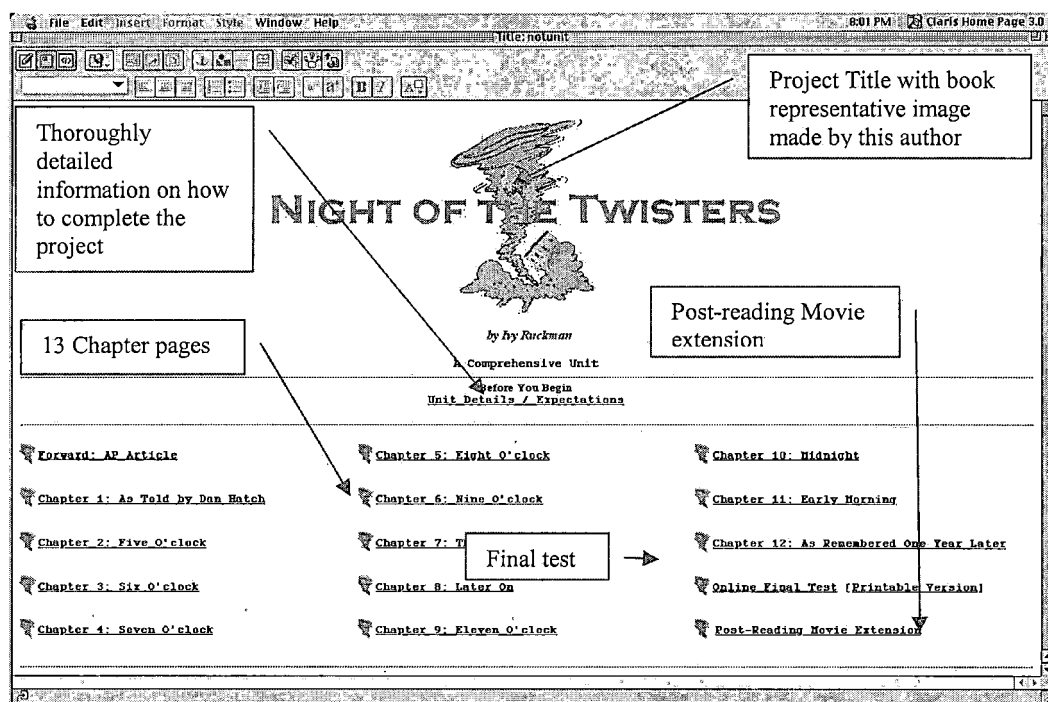 File Edit Insert Format Style Window Help 8:01 PM Claris Home Page 3.0
Title: notunit
Thoroughly
detailed
information on how
to complete the
project
Project Title with book
representative image
made by this author
NIGHT OF THE TWISTERS
by Ivy Ruckman
A Comprehensive Unit
13 Chapter pages
Post-reading Movie
extension
Before You Begin
Unit Details / Expectations
Forward: AP Article
Chapter 1: As Told by Dan Hatch
Chapter 2: Five O'clock
Chapter 3: Six O'clock
Chapter 4: Seven O'clock
Chapter 5: Eight O'clock
Chapter 6: Nine O'clock
Chapter 7: T
Chapter 8: Later On
Chapter 9: Eleven O'clock
Final test
Chapter 10: Midnight
Chapter 11: Early Morning
Chapter 12: As Remembered One Year Later
Online Final Test [Printable Version]
Post-Reading Movie Extension